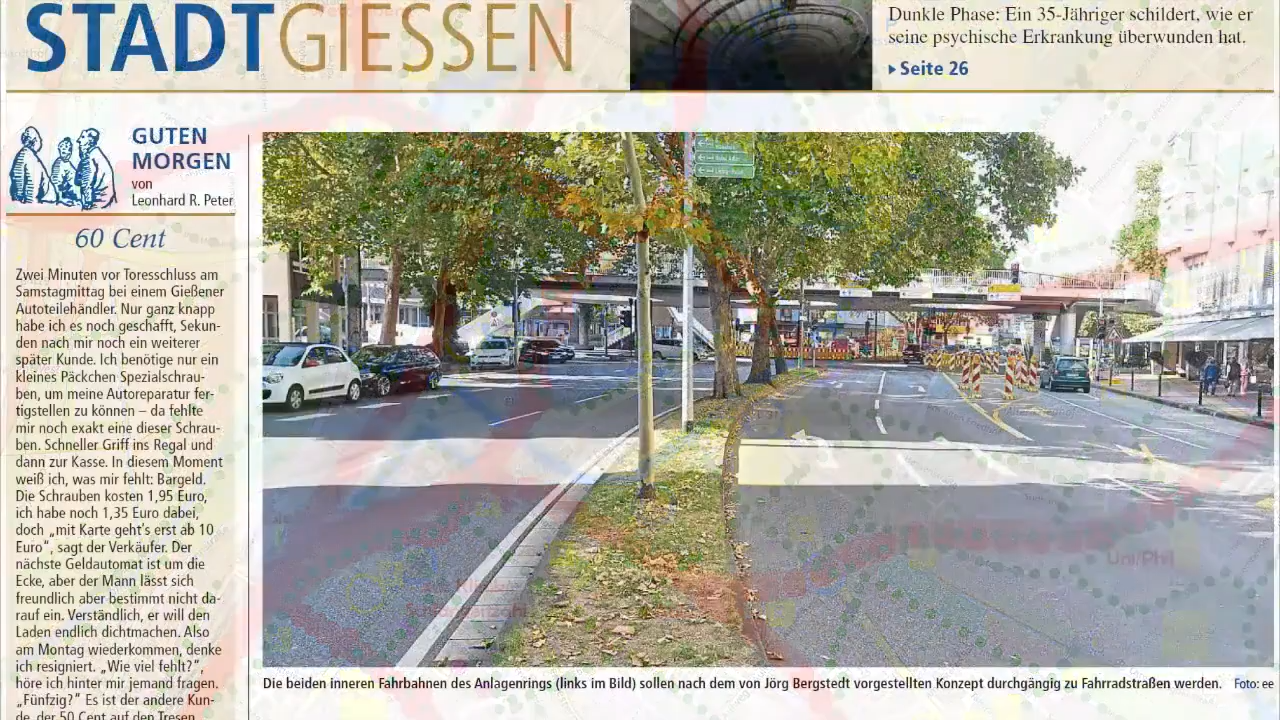 STADTGIESSEN
Dunkle Phase: Ein 35-Jähriger schildert, wie er
seine psychische Erkrankung überwunden hat.
Seite 26
GUTEN
MORGEN
von
Leonhard R. Peter
60 Cent
Zwei Minuten vor Toresschluss am
Samstagmittag bei einem Gießener
Autoteilehändler. Nur ganz knapp
habe ich es noch geschafft, Sekun-
den nach mir noch ein weiterer
später Kunde. Ich benötige nur ein
kleines Päckchen Spezialschrau-
ben, um meine Autoreparatur fer-
tigstellen zu können – da fehlte
mir noch exakt eine dieser Schrau-
ben. Schneller Griff ins Regal und
dann zur Kasse. In diesem Moment
weiß ich, was mir fehlt: Bargeld.
Die Schrauben kosten 1,95 Euro,
ich habe noch 1,35 Euro dabei,
doch „mit Karte geht's erst ab 10
Euro“, sagt der Verkäufer. Der
nächste Geldautomat ist um die
Ecke, aber der Mann lässt sich
freundlich aber bestimmt nicht da-
rauf ein. Verständlich, er will den
Laden endlich dichtmachen. Also
am Montag wiederkommen, denke
ich resigniert. „Wie viel fehlt?“,
höre ich hinter mir jemand fragen.
„Fünfzig?“ Es ist der andere Kun-
de, der 50 Cent auf den Tresen
Die beiden inneren Fahrbahnen des Anlagenrings (links im Bild) sollen nach dem von Jörg Bergstedt vorgestellten Konzept durchgängig zu Fahrradstraßen werden. Foto: ee
Uni/Phil